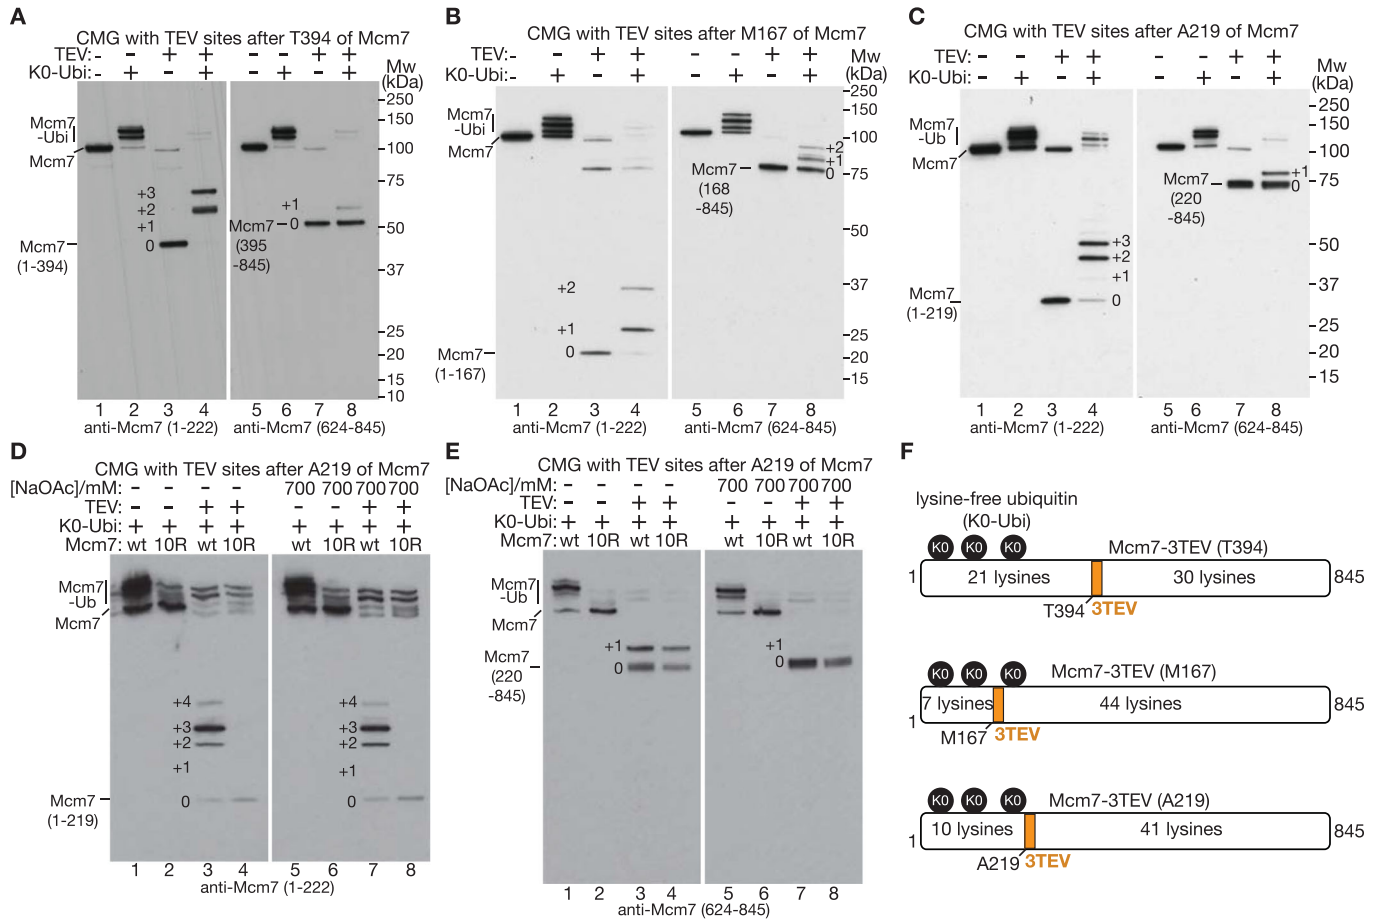 A
CMG with TEV sites after T394 of Mcm7
TEV: - - + + - - + +
K0-Ubi: - + - + - + - +
Mw
(kDa)
250
150
100
75
50
37
25
20
15
10
Mcm7
-Ubi
Mcm7
+3
+2
+1
0
Mcm7
(1-394)
+1
0
Mcm7
(395
-845)
1 2 3 4 5 6 7 8
anti-Mcm7 (1-222) anti-Mcm7 (624-845)
B
CMG with TEV sites after M167 of Mcm7
TEV: - - + + - - + +
K0-Ubi: - + - + - + - +
Mw
(kDa)
250
150
100
75
50
37
25
20
15
Mcm7
-Ubi
Mcm7
+2
+1
0
Mcm7
(1-167)
+2
+1
0
Mcm7
(168
-845)
1 2 3 4 5 6 7 8
anti-Mcm7 (1-222) anti-Mcm7 (624-845)
C
CMG with TEV sites after A219 of Mcm7
TEV: - - + + - - + +
K0-Ubi: - + - + - + - +
Mw
(kDa)
250
150
100
75
50
37
25
20
15
Mcm7
-Ub
Mcm7
+3
+2
+1
0
Mcm7
(1-219)
+1
0
Mcm7
(220
-845)
1 2 3 4 5 6 7 8
anti-Mcm7 (1-222) anti-Mcm7 (624-845)
D
CMG with TEV sites after A219 of Mcm7
[NaOAc]/mM: - - - - 700 700 700 700
TEV: - - + + - - + +
K0-Ubi: + + + + + + + +
Mcm7: wt 10R wt 10R wt 10R wt 10R
Mcm7
-Ub
Mcm7
+4
+3
+2
+1
0
Mcm7
(1-219)
+4
+3
+2
+1
0
1 2 3 4 5 6 7 8
anti-Mcm7 (1-222)
E
CMG with TEV sites after A219 of Mcm7
[NaOAc]/mM: - - - - 700 700 700 700
TEV: - - + + - - + +
K0-Ubi: + + + + + + + +
Mcm7: wt 10R wt 10R wt 10R wt 10R
Mcm7
-Ub
Mcm7
+1
0
Mcm7
(220
-845)
+1
0
1 2 3 4 5 6 7 8
anti-Mcm7 (624-845)
F
lysine-free ubiquitin
(K0-Ubi)
K0 K0 K0
Mcm7-3TEV (T394)
1 21 lysines 30 lysines 845
T394 3TEV
K0 K0 K0
Mcm7-3TEV (M167)
1 7 lysines 44 lysines 845
M167 3TEV
K0 K0 K0
Mcm7-3TEV (A219)
1 10 lysines 41 lysines 845
A219 3TEV